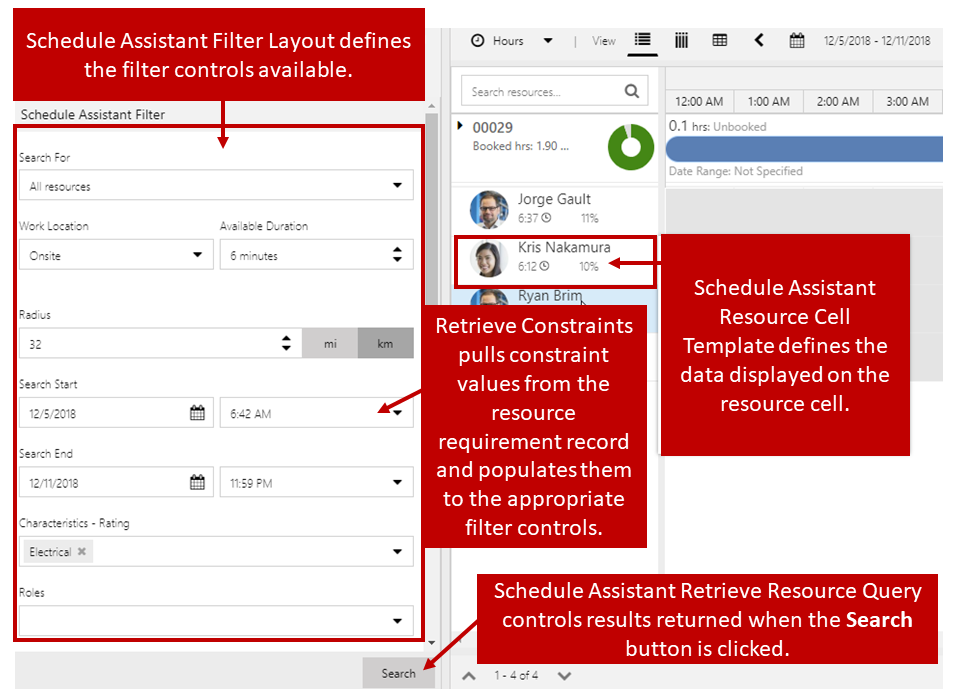 Schedule Assistant Filter Layout defines
the filter controls available.
Schedule Assistant Filter
Search For
All resources
Work Location
Available Duration
Onsite
6 minutes
Radius
32
mi
km
Search Start
12/5/2018
6:42 AM
Search End
12/11/2018
11:59 PM
Characteristics - Rating
Electrical
Roles
Search
Hours
View
12/5/2018 - 12/11/2018
Search resources...
12:00 AM
1:00 AM
2:00 AM
3:00 AM
00029
Booked hrs: 1.90 ...
0.1 hrs: Unbooked
Date Range: Not Specified
Jorge Gault
6:37
11%
Kris Nakamura
6:12
10%
Ryan Brim
Schedule Assistant
Resource Cell
Template defines the
data displayed on the
resource cell.
Retrieve Constraints
pulls constraint
values from the
resource
requirement record
and populates them
to the appropriate
filter controls.
Schedule Assistant Retrieve Resource Query
controls results returned when the Search
button is clicked.
1 - 4 of 4